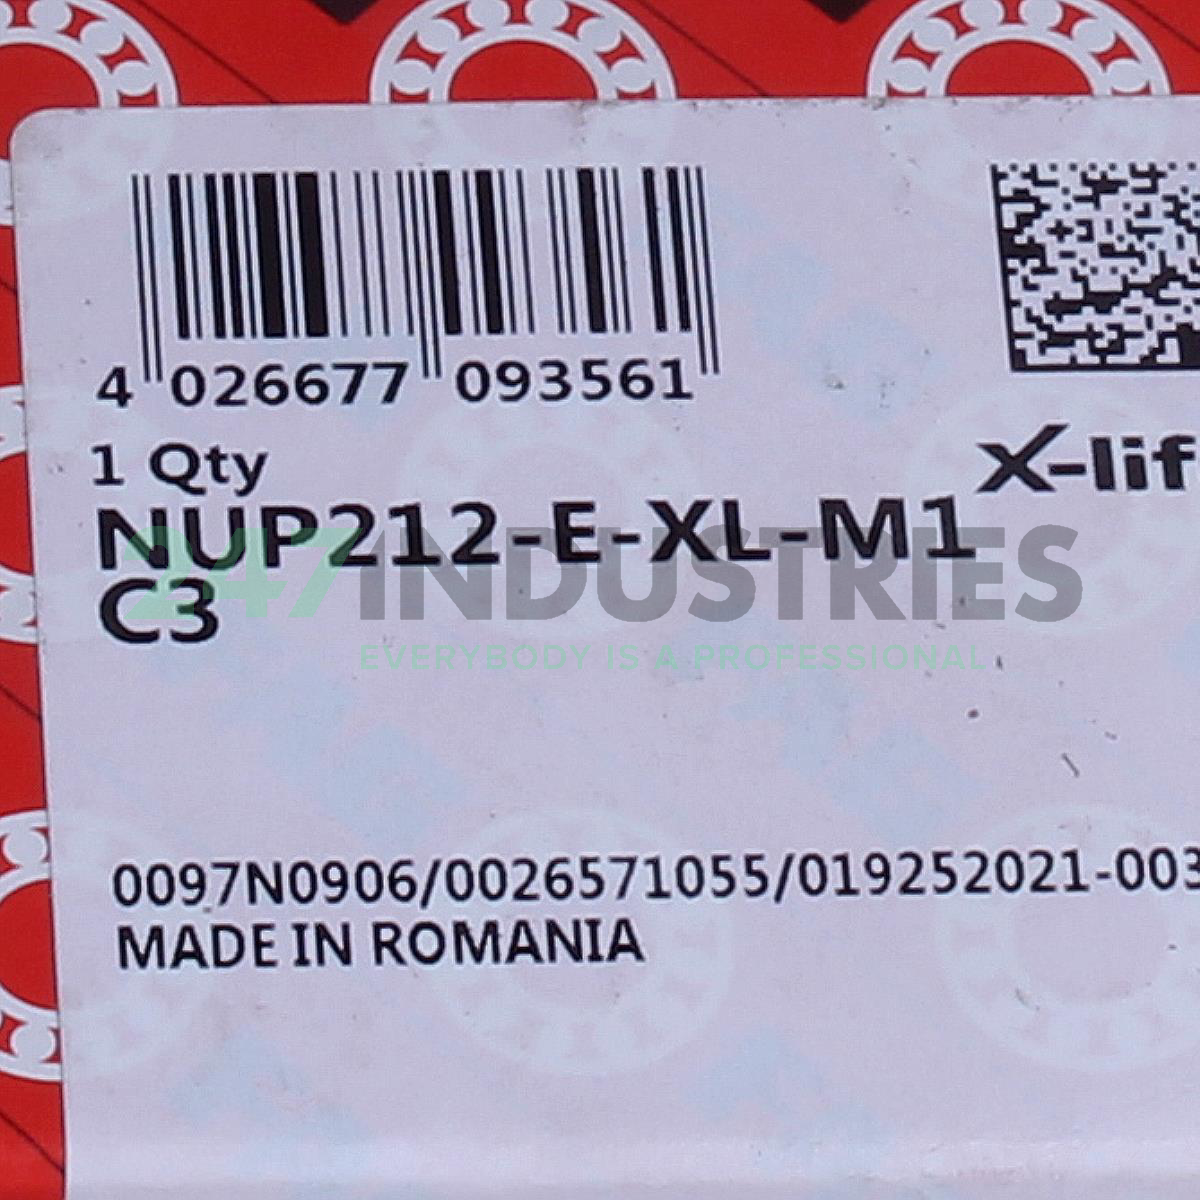 4 026677 093561
1 Qty
X-lif
NUP212-E-XL-M1
C3
247INDUSTRIES
EVERYBODY IS A PROFESSIONAL
0097N0906/0026571055/019252021-003
MADE IN ROMANIA